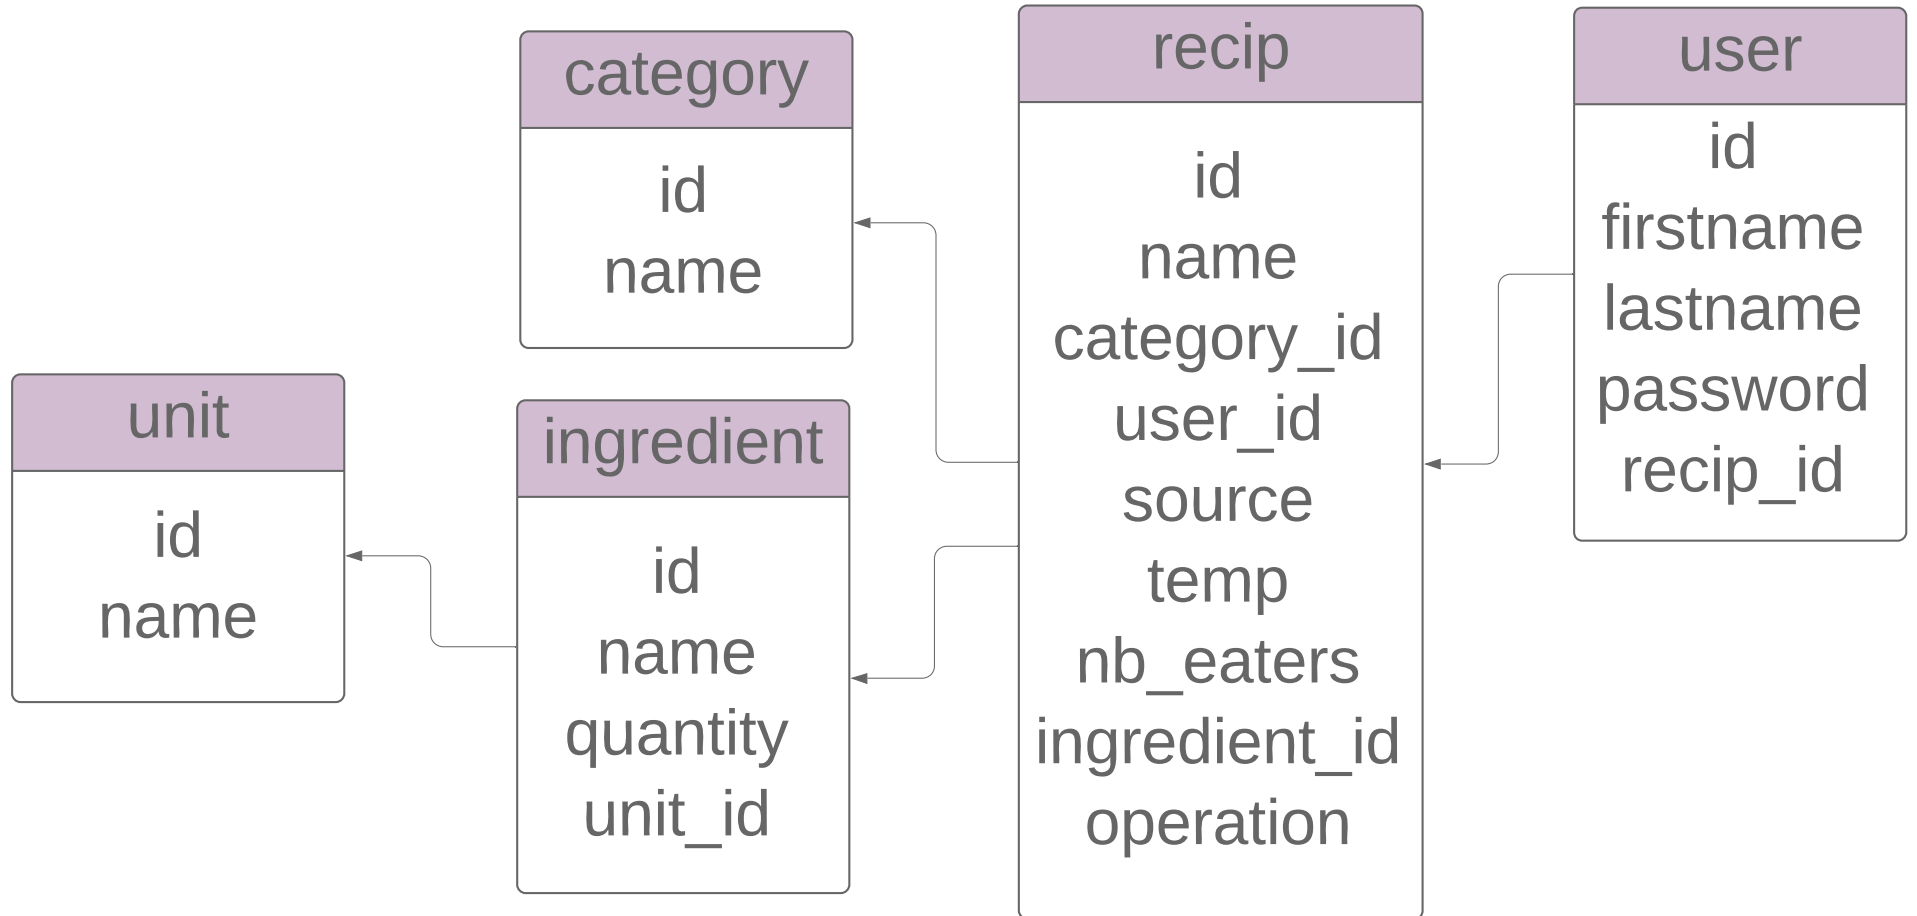 category
id
name
unit
id
name
ingredient
id
name
quantity
unit_id
recip
id
name
category_id
user_id
source
temp
nb_eaters
ingredient_id
operation
user
id
firstname
lastname
password
recip_id